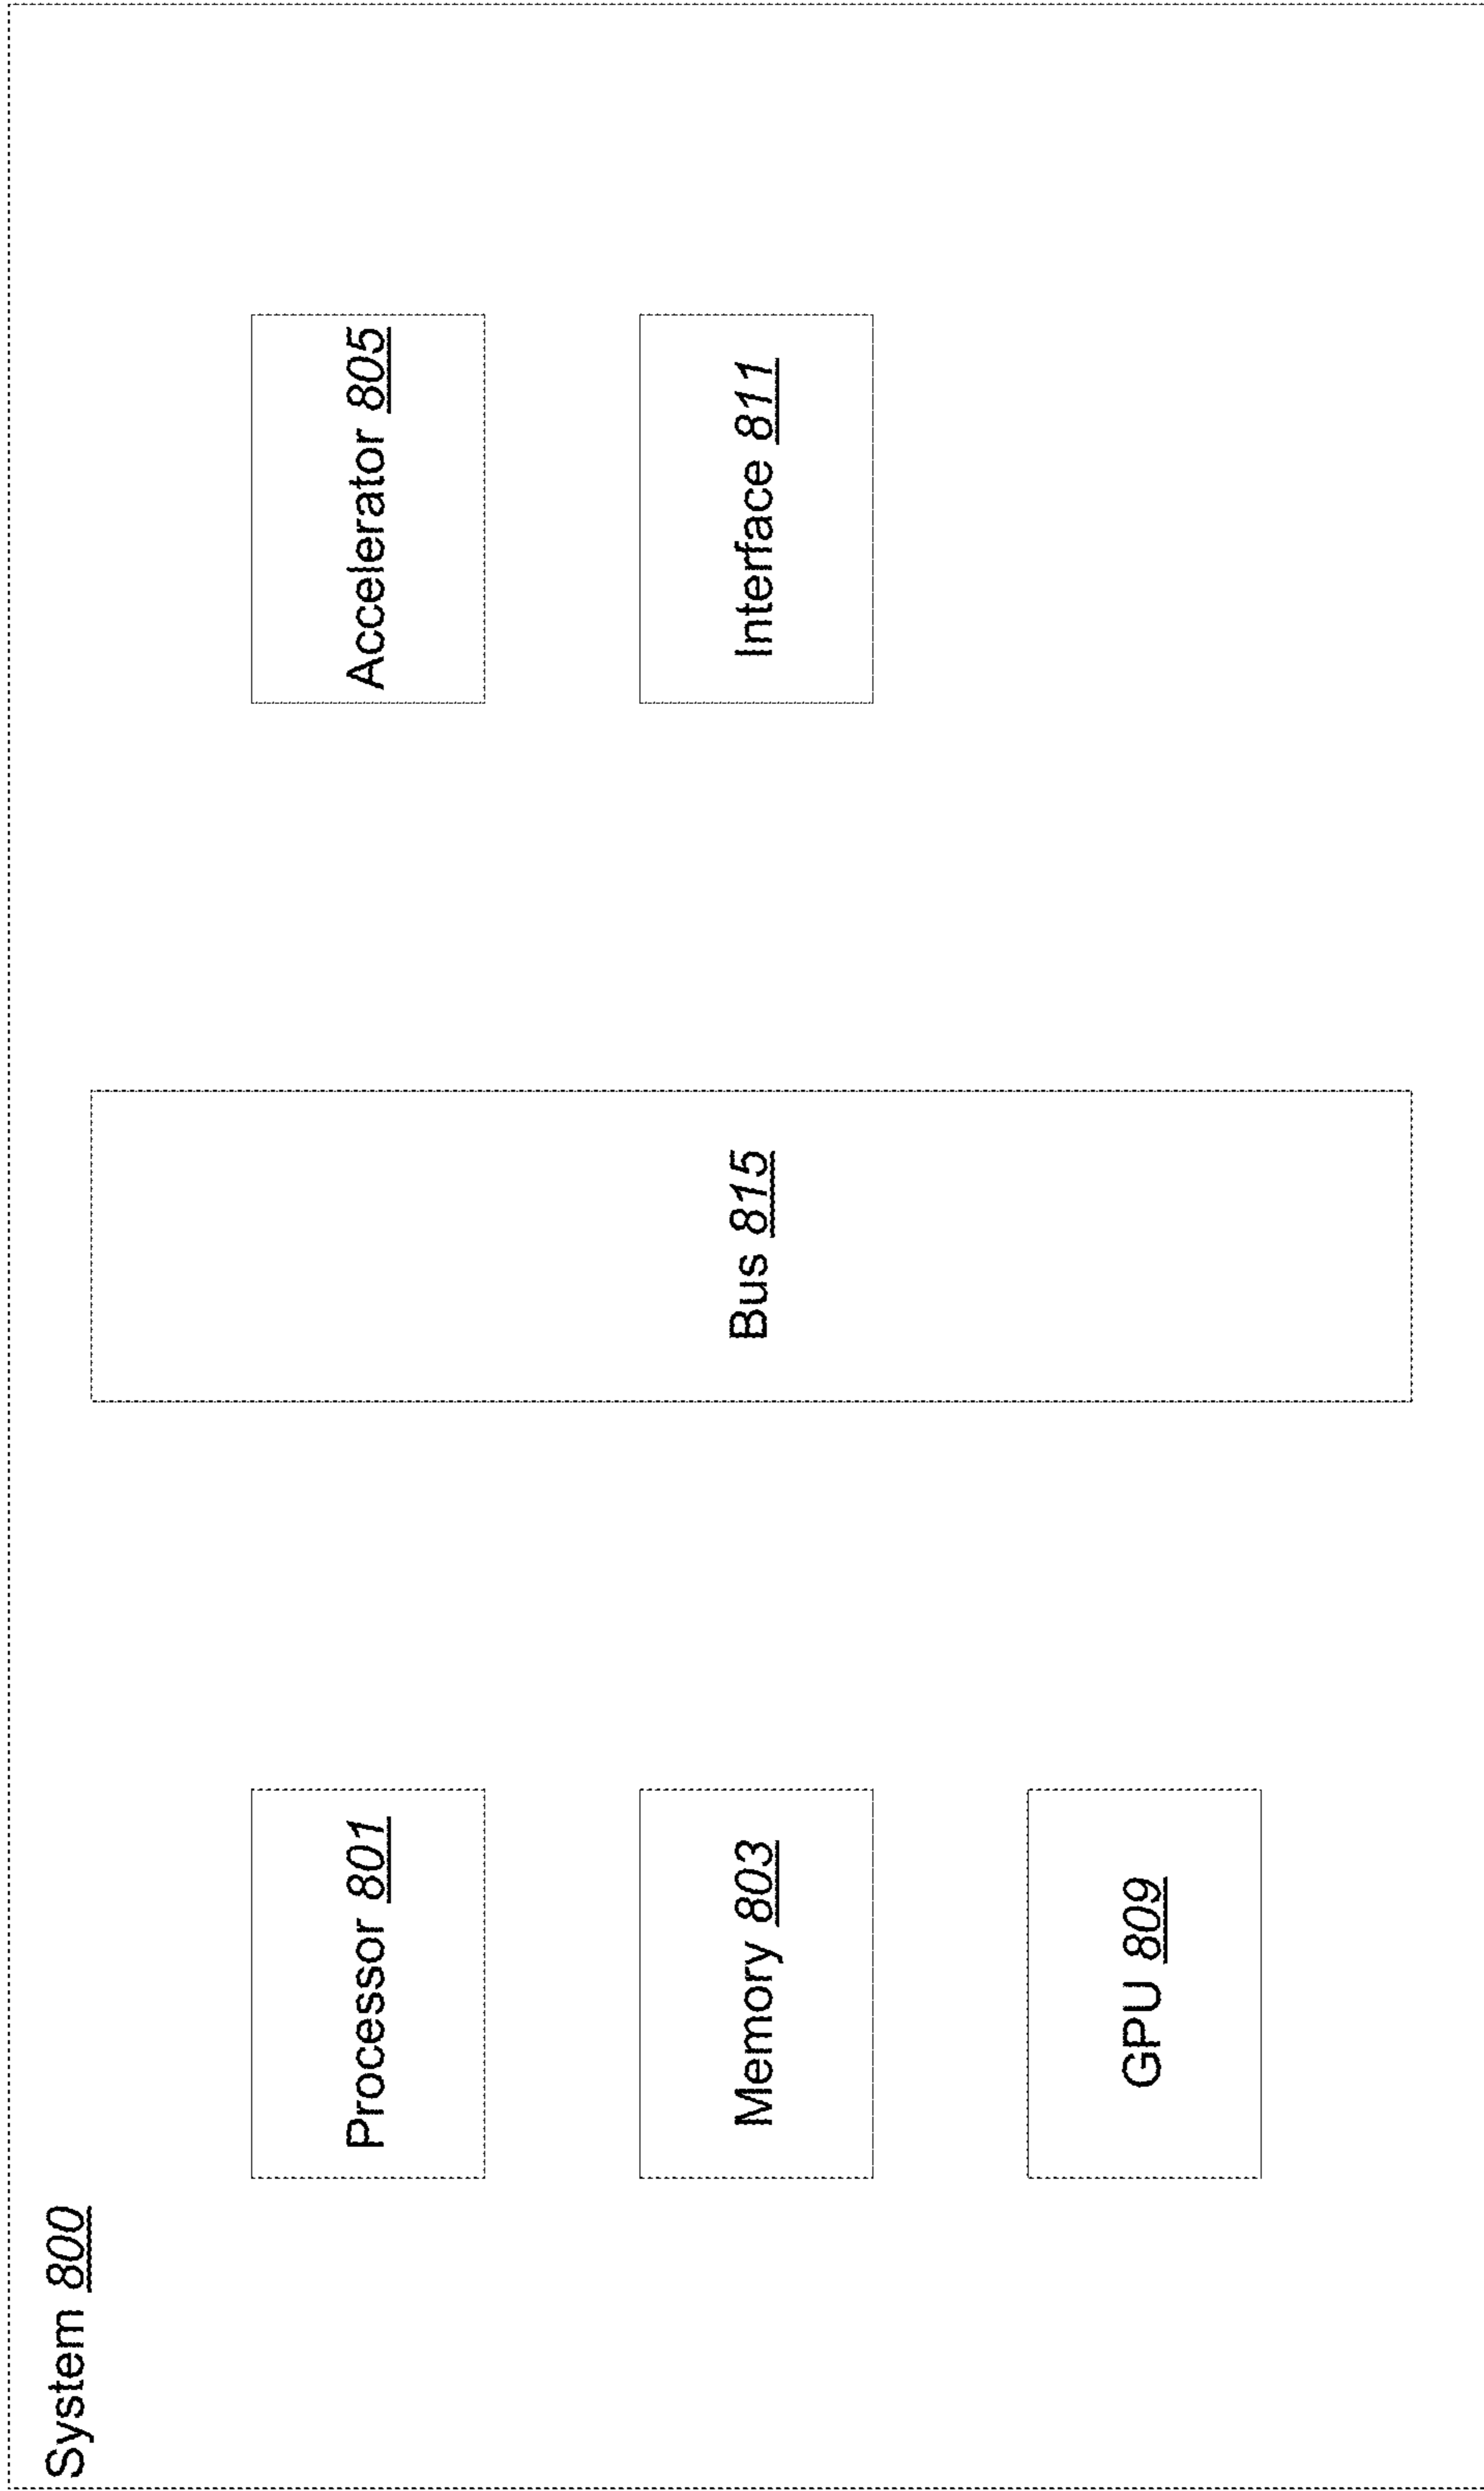 System 800
Processor 801
Accelerator 805
Memory 803
Bus 815
Interface 811
GPU 809